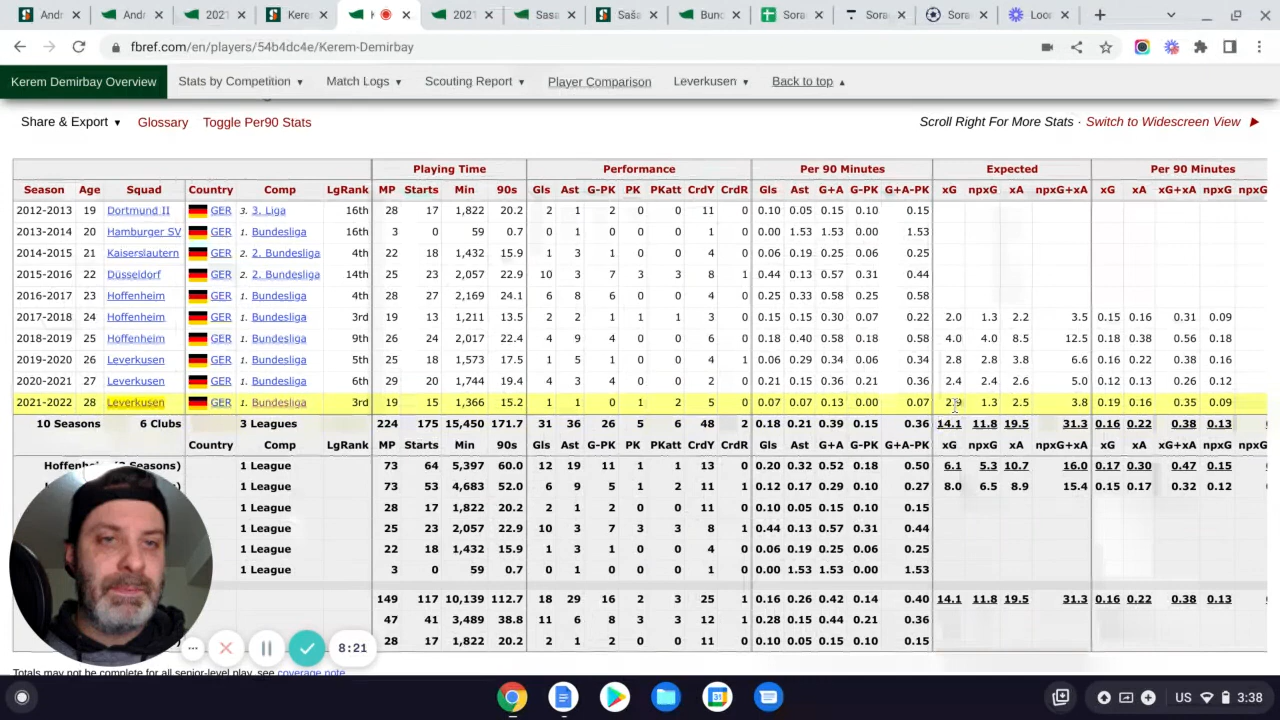 And
Andr
2021
Kere
K
2021
Sasa
Saša
Bund
Sora
Sora
Sora
Loon
fbref.com/en/players/54b4dc4e/Kerem-Demirbay
Kerem Demirbay Overview Stats by Competition ▼ Match Logs ▼ Scouting Report ▼ Player Comparison Leverkusen ▼ Back to top ▲
Share & Export ▼ Glossary Toggle Per90 Stats Scroll Right For More Stats · Switch to Widescreen View ►
Playing Time Performance Per 90 Minutes Expected Per 90 Minutes
Season Age Squad Country Comp LgRank MP Starts Min 90s Gls Ast G-PK PK PKatt CrdY CrdR Gls Ast G+A G-PK G+A-PK xG npxG xA npxG+xA xG xA xG+xA npxG npxG
2012-2013 19 Dortmund II GER 3. 3. Liga 16th 28 17 1,822 20.2 2 1 2 0 0 11 0 0.10 0.05 0.15 0.10 0.15
2013-2014 20 Hamburger SV GER 1. Bundesliga 16th 3 0 59 0.7 0 1 0 0 0 1 0 0.00 1.53 1.53 0.00 1.53
2014-2015 21 Kaiserslautern GER 2. 2. Bundesliga 4th 22 18 1,432 15.9 1 3 1 0 0 4 0 0.06 0.19 0.25 0.06 0.25
2015-2016 22 Düsseldorf GER 2. 2. Bundesliga 14th 25 23 2,057 22.9 10 3 7 3 3 8 1 0.44 0.13 0.57 0.31 0.44
2016-2017 23 Hoffenheim GER 1. Bundesliga 4th 28 27 2,169 24.1 6 8 6 0 0 4 0 0.25 0.33 0.58 0.25 0.58
2017-2018 24 Hoffenheim GER 1. Bundesliga 3rd 19 13 1,211 13.5 2 2 1 1 1 3 0 0.15 0.15 0.30 0.07 0.22 2.0 1.3 2.2 3.5 0.15 0.16 0.31 0.09
2018-2019 25 Hoffenheim GER 1. Bundesliga 9th 26 24 2,017 22.4 4 9 4 0 0 6 0 0.18 0.40 0.58 0.18 0.58 4.0 4.0 8.5 12.5 0.18 0.38 0.56 0.18
2019-2020 26 Leverkusen GER 1. Bundesliga 5th 25 18 1,573 17.5 1 5 1 0 0 4 1 0.06 0.29 0.34 0.06 0.34 2.8 2.8 3.8 6.6 0.16 0.22 0.38 0.16
2020-2021 27 Leverkusen GER 1. Bundesliga 6th 29 20 1,744 19.4 4 3 4 0 0 2 0 0.21 0.15 0.36 0.21 0.36 2.4 2.4 2.6 5.0 0.12 0.13 0.26 0.12
2021-2022 28 Leverkusen GER 1. Bundesliga 3rd 19 15 1,366 15.2 1 1 0 1 2 5 0 0.07 0.07 0.13 0.00 0.07 2.9 1.3 2.5 3.8 0.19 0.16 0.35 0.09
10 Seasons 6 Clubs 3 Leagues 224 175 15,450 171.7 31 36 26 5 6 48 2 0.18 0.21 0.39 0.15 0.36 14.1 11.8 19.5 31.3 0.16 0.22 0.38 0.13
Country Comp LgRank MP Starts Min 90s Gls Ast G-PK PK PKatt CrdY CrdR Gls Ast G+A G-PK G+A-PK xG npxG xA npxG+xA xG xA xG+xA npxG npxG
Hoffenheim (3 Seasons) 1 League 73 64 5,397 60.0 12 19 11 1 1 13 0 0.20 0.32 0.52 0.18 0.50 6.1 5.3 10.7 16.0 0.17 0.30 0.47 0.15
1 League 73 53 4,683 52.0 6 9 5 1 2 11 1 0.12 0.17 0.29 0.10 0.27 8.0 6.5 8.9 15.4 0.15 0.17 0.32 0.12
1 League 28 17 1,822 20.2 2 1 2 0 0 11 0 0.10 0.05 0.15 0.10 0.15
1 League 25 23 2,057 22.9 10 3 7 3 3 8 1 0.44 0.13 0.57 0.31 0.44
1 League 22 18 1,432 15.9 1 3 1 0 0 4 0 0.06 0.19 0.25 0.06 0.25
1 League 3 0 59 0.7 0 1 0 0 0 1 0 0.00 1.53 1.53 0.00 1.53
149 117 10,139 112.7 18 29 16 2 3 25 1 0.16 0.26 0.42 0.14 0.40 14.1 11.8 19.5 31.3 0.16 0.22 0.38 0.13
47 41 3,489 38.8 11 6 8 3 3 12 1 0.28 0.15 0.44 0.21 0.36
28 17 1,822 20.2 2 1 2 0 0 11 0 0.10 0.05 0.15 0.10 0.15
8:21
Totals may not be complete for all senior-level play, see coverage note.
31
US 3:38